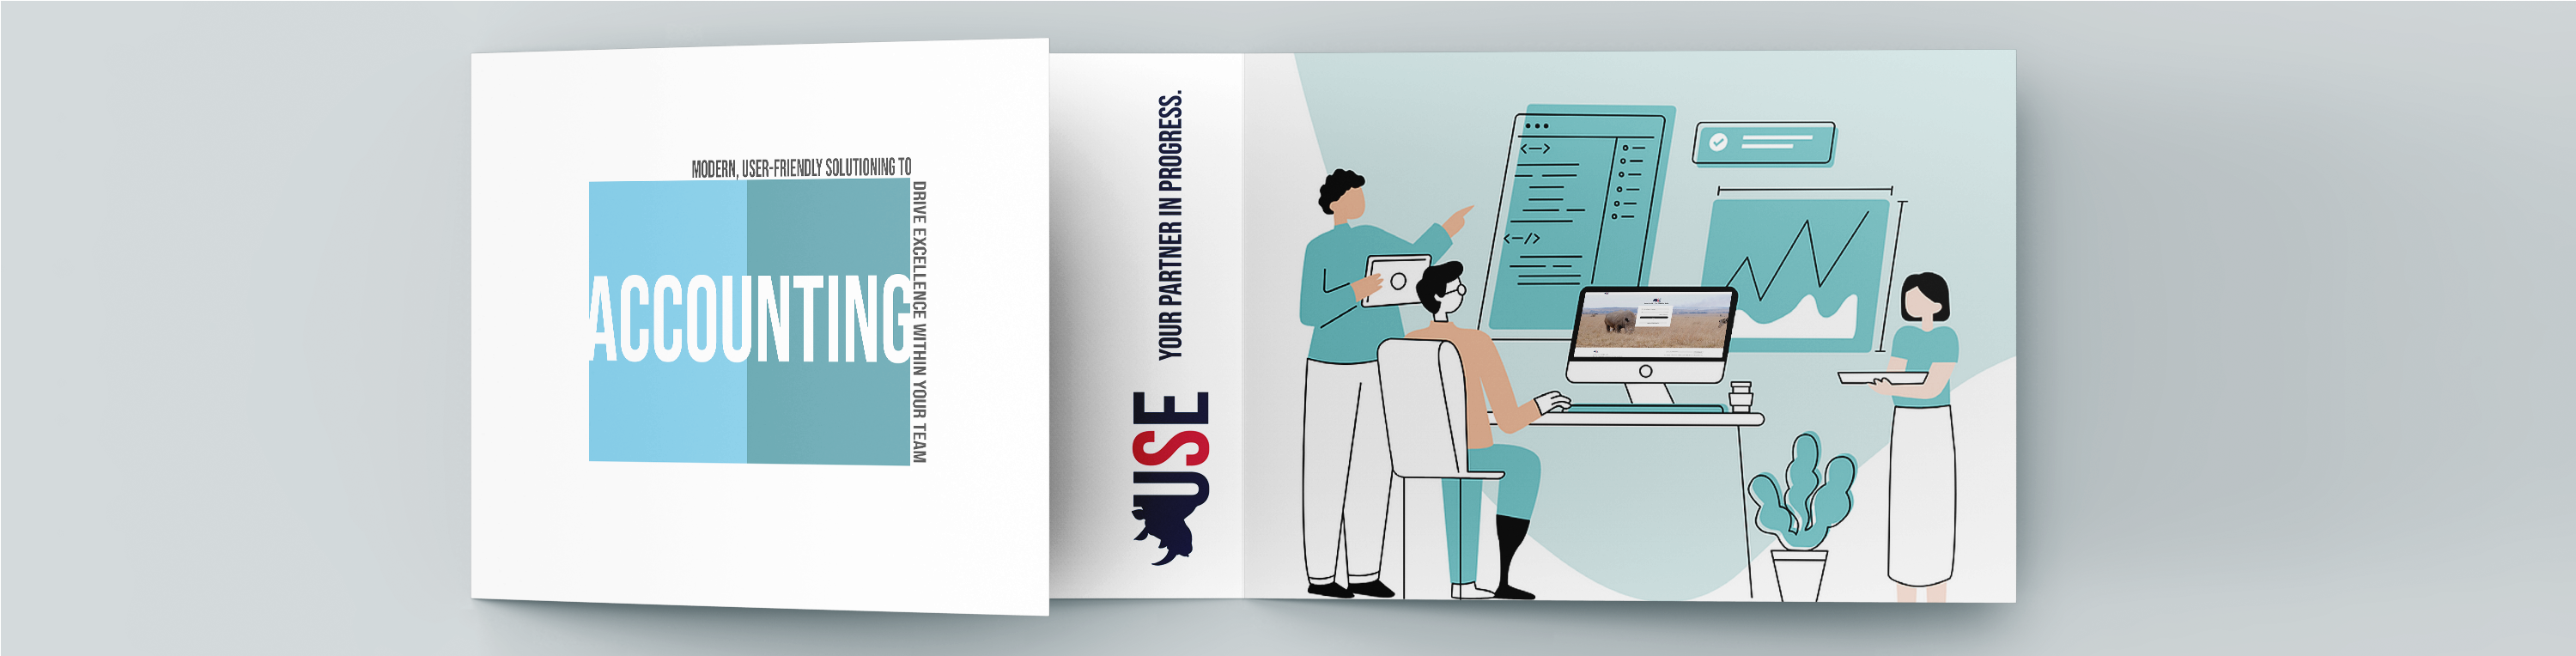 MODERN, USER-FRIENDLY SOLUTIONING TO
DRIVE EXCELLENCE WITHIN YOUR TEAM
ACCOUNTING
USE
YOUR PARTNER IN PROGRESS.